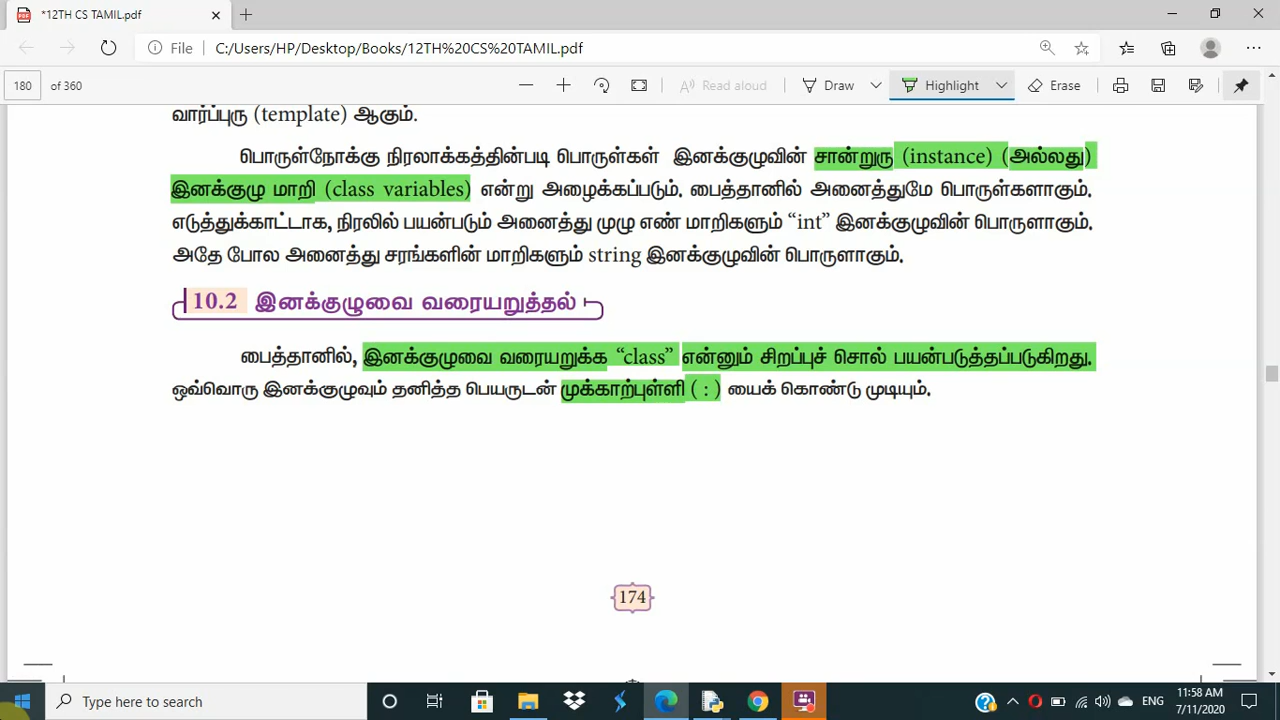 *12TH CS TAMIL.pdf
File C:/Users/HP/Desktop/Books/12TH%20CS%20TAMIL.pdf
180 of 360 Read aloud Draw Highlight Erase
வார்ப்புரு (template) ஆகும்.
பொருள்நோக்கு நிரலாக்கத்தின்படி பொருள்கள் இனக்குழுவின் சான்றுரு (instance) (அல்லது)
இனக்குழு மாறி (class variables) என்று அழைக்கப்படும். பைத்தானில் அனைத்துமே பொருள்களாகும்.
எடுத்துக்காட்டாக, நிரலில் பயன்படும் அனைத்து முழு எண் மாறிகளும் “int” இனக்குழுவின் பொருளாகும்.
அதே போல அனைத்து சரங்களின் மாறிகளும் string இனக்குழுவின் பொருளாகும்.
10.2 இனக்குழுவை வரையறுத்தல்
பைத்தானில், இனக்குழுவை வரையறுக்க “class” என்னும் சிறப்புச் சொல் பயன்படுத்தப்படுகிறது.
ஒவ்வொரு இனக்குழுவும் தனித்த பெயருடன் முக்காற்புள்ளி ( : ) யைக் கொண்டு முடியும்.
174
Type here to search ENG 11:58 AM
7/11/2020